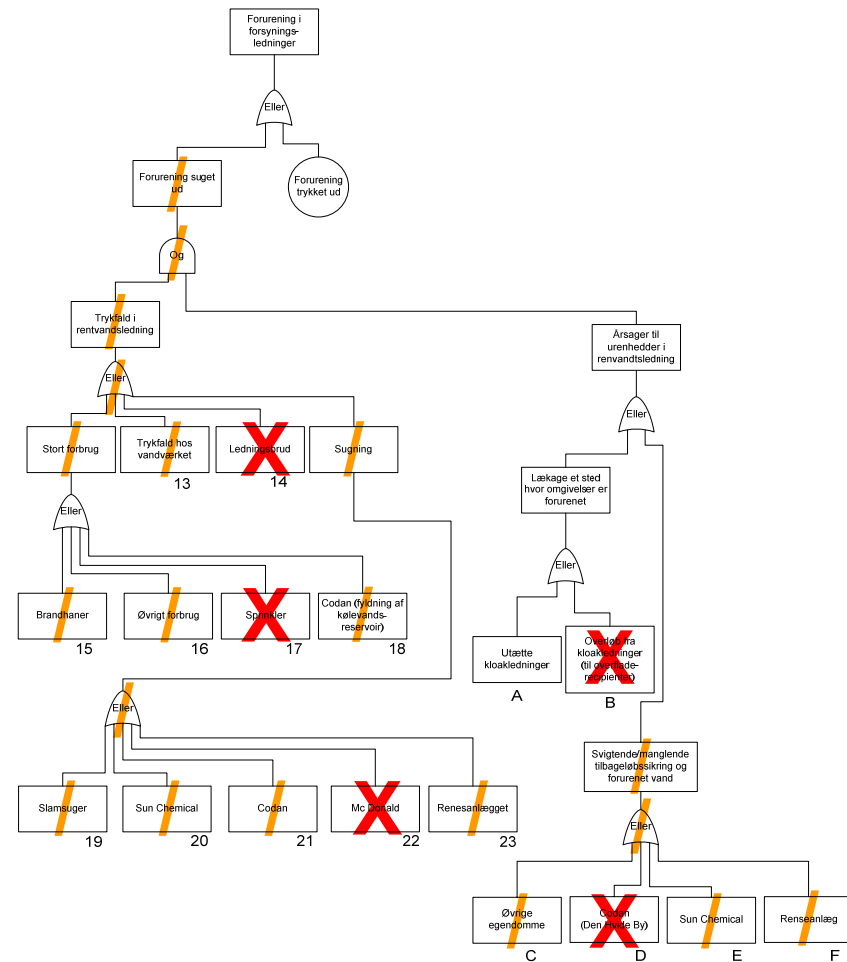 Forurening i
forsynings-
ledninger
Eller
Forurening suget
ud
Forurening
trykket ud
Og
Trykfald i
rentvandsledning
Årsager til
urenhedder i
renvandtsledning
Eller
Eller
Stort forbrug
Trykfald hos
vandværket
13
Ledningsbrud
14
Sugning
Lækage et sted
hvor omgivelser er
forurenet
Eller
Eller
Brandhaner
15
Øvrigt forbrug
16
Sprinkler
17
Codan (fyldning af
kølevands-
reservoir)
18
Utætte
kloakledninger
A
Overløb fra
kloakledninger
(til overflade-
recipienter)
B
Eller
Slamsuger
19
Sun Chemical
20
Codan
21
Mc Donald
22
Renesanlægget
23
Svigtende/manglende
tilbageløbssikring og
forurenet vand
Eller
Øvrige
egendomme
C
Codan
(Den Hvide By)
D
Sun Chemical
E
Renseanlæg
F